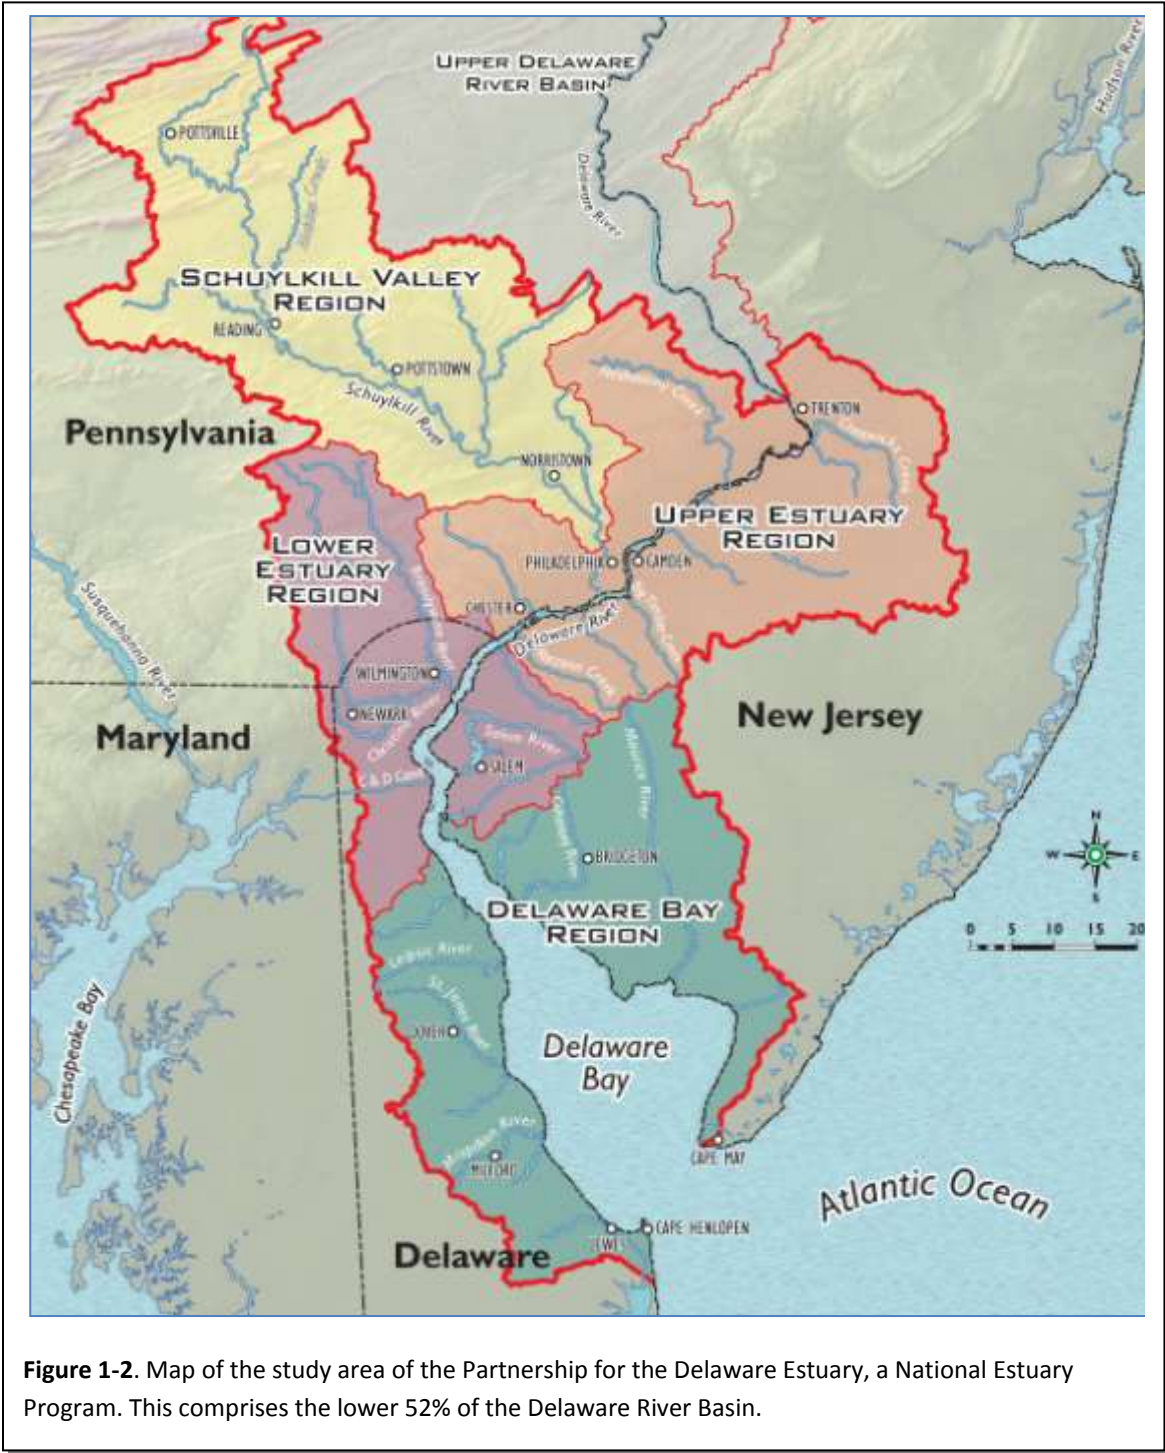 UPPER DELAWARE
RIVER BASIN
Hudson River
POTTSVILLE
Delaware River
SCHUYLKILL VALLEY
REGION
READING
POTTSTOWN
Schuylkill River
TRENTON
Pennsylvania
NORRISTOWN
UPPER ESTUARY
REGION
LOWER
ESTUARY
REGION
PHILADELPHIA
CAMDEN
CHESTER
Delaware River
Susquehanna River
WILMINGTON
NEWARK
New Jersey
Maryland
Salem River
SALEM
C & D Canal
Maurice River
BRIDGETON
N
W
E
S
DELAWARE BAY
REGION
0 5 10 15 20
Leipsic River
St. Jones River
DOVER
Chesapeake Bay
Delaware
Bay
Mispillion River
MILFORD
CAPE MAY
Atlantic Ocean
LEWES
CAPE HENLOPEN
Delaware
Figure 1-2. Map of the study area of the Partnership for the Delaware Estuary, a National Estuary
Program. This comprises the lower 52% of the Delaware River Basin.